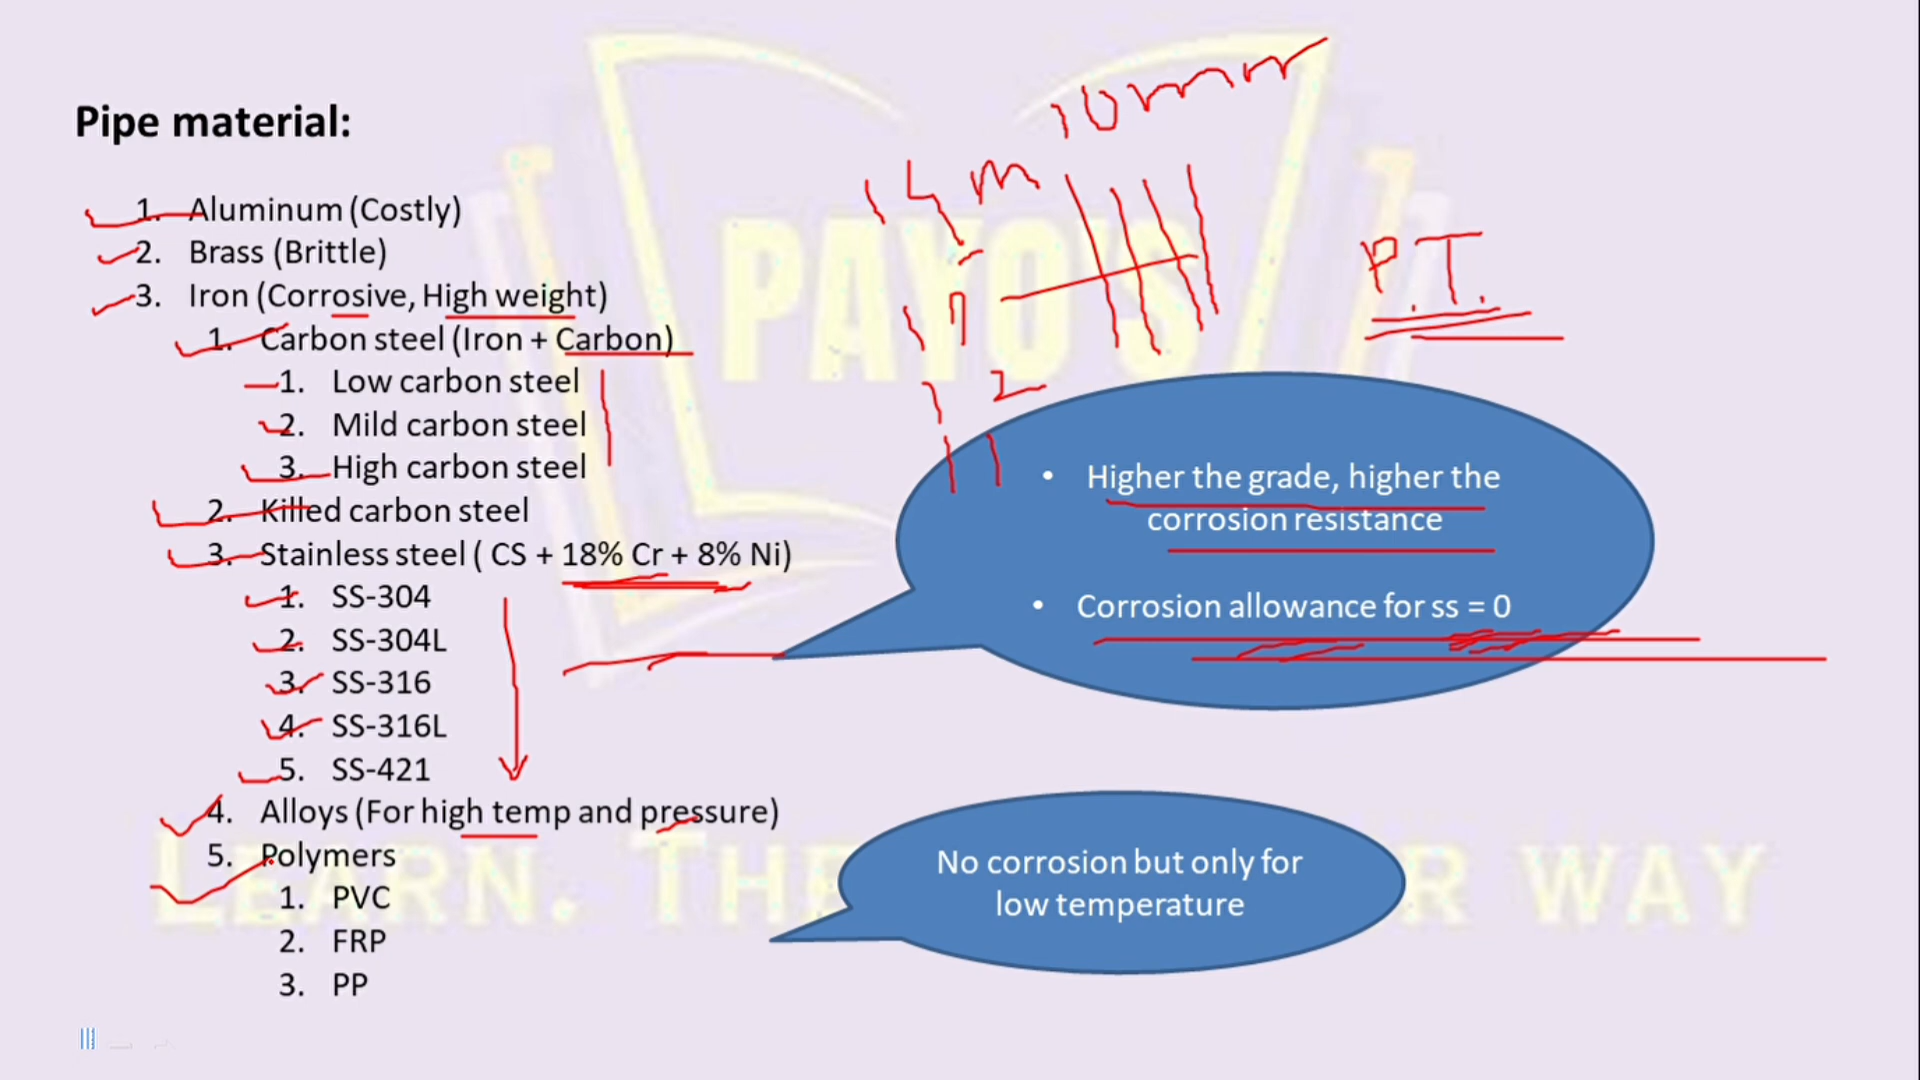 Pipe material:
1. Aluminum (Costly)
2. Brass (Brittle)
3. Iron (Corrosive, High weight)
1. Carbon steel (Iron + Carbon)
1. Low carbon steel
2. Mild carbon steel
3. High carbon steel
2. Killed carbon steel
3. Stainless steel ( CS + 18% Cr + 8% Ni)
1. SS-304
2. SS-304L
3. SS-316
4. SS-316L
5. SS-421
4. Alloys (For high temp and pressure)
5. Polymers
1. PVC
2. FRP
3. PP
10mm
P.T.
• Higher the grade, higher the
corrosion resistance
• Corrosion allowance for ss = 0
No corrosion but only for
low temperature
PAYO'S
LEARN. THE R WAY